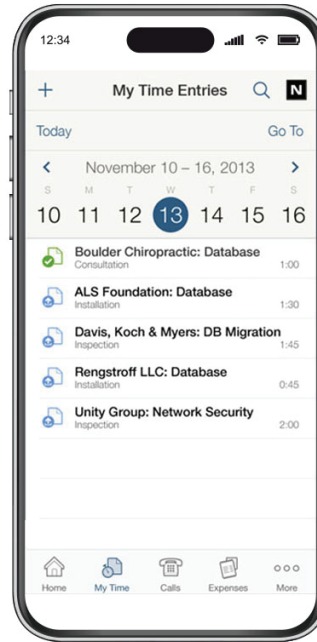 12:34
My Time Entries
N
Today
Go To
November 10 – 16, 2013
S M T W T F S
10 11 12 13 14 15 16
Boulder Chiropractic: Database
Consultation 1:00
ALS Foundation: Database
Installation 1:30
Davis, Koch & Myers: DB Migration
Inspection 1:45
Rengstroff LLC: Database
Installation 0:45
Unity Group: Network Security
Inspection 2:00
Home My Time Calls Expenses More